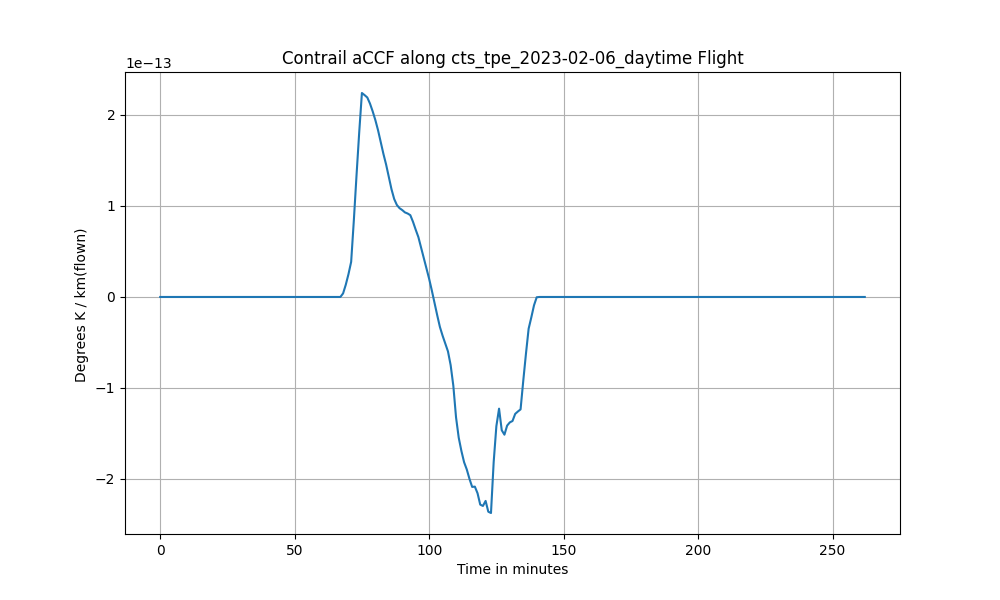 Contrail aCCF along cts_tpe_2023-02-06_daytime Flight
1e−13
2
1
0
−1
−2
Degrees K / km(flown)
0 50 100 150 200 250
Time in minutes